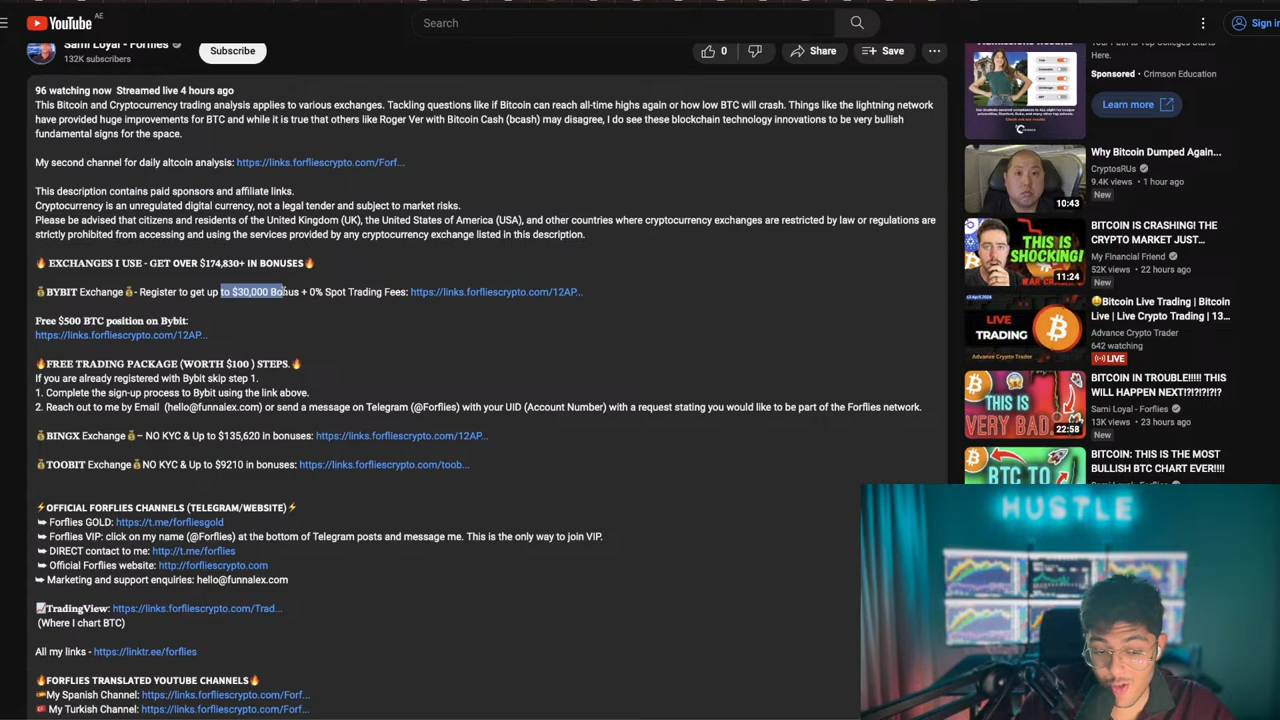 YouTube AE
Search
Sign in
Sami Loyal - Forflies
132K subscribers
Subscribe
0
Share
Save
96 watching now Streamed live 4 hours ago
This Bitcoin and Cryptocurrency trading analysis applies to various timeframes. Tackling questions like if Bitcoin can reach all-time highs again or how low BTC will crash. Things like the lightning network
have been a huge improvement for BTC and while it is centralized and other Roger Ver (with Bitcoin Cash BCH) may disagree, I do see these blockchain technology innovations to be very bullish
fundamental signs for the space.
My second channel for daily altcoin analysis: https://links.forfliescrypto.com/Forf...
This description contains paid sponsors and affiliate links.
Cryptocurrency is an unregulated digital currency, not a legal tender and subject to market risks.
Please be advised that citizens and residents of the United Kingdom (UK), the United States of America (USA), and other countries where cryptocurrency exchanges are restricted by law or regulations are
strictly prohibited from accessing and using the services provided by any cryptocurrency exchange listed in this description.
🔥 EXCHANGES I USE - GET OUR $174,830+ IN BONUSES🔥
💰BYBIT Exchange💰- Register to get up to $30,000 Bonus + 0% Spot Trading Fees: https://links.forfliescrypto.com/12AP...
Free $500 BTC position on Bybit:
https://links.forfliescrypto.com/12AP...
🔥FREE TRADING PACKAGE (WORTH $100 ) STEPS.🔥
If you are already registered with Bybit skip step 1.
1. Complete the sign-up process to Bybit using the link above.
2. Reach out to me by Email (hello@funnalex.com) or send a message on Telegram (@Forflies) with your UID (Account Number) with a request stating you would like to be part of the Forflies network.
💰BINGX Exchange💰– NO KYC & Up to $135,620 in bonuses: https://links.forfliescrypto.com/12AP...
💰TOOBIT Exchange💰NO KYC & Up to $9210 in bonuses: https://links.forfliescrypto.com/toob...
⚡OFFICIAL FORFLIES CHANNELS (TELEGRAM/WEBSITE)⚡
➥ Forflies GOLD: https://t.me/forfliesgold
➥ Forflies VIP: click on my name (@Forflies) at the bottom of Telegram posts and message me. This is the only way to join VIP.
➥ DIRECT contact to me: http://t.me/forflies
➥ Official Forflies website: http://forfliescrypto.com
➥ Marketing and support enquiries: hello@funnalex.com
📈TradingView: https://links.forfliescrypto.com/Trad...
(Where I chart BTC)
All my links - https://linktr.ee/forflies
🔥FORFLIES TRANSLATED YOUTUBE CHANNELS🔥
🇪🇸My Spanish Channel: https://links.forfliescrypto.com/Forf...
🇹🇷 My Turkish Channel: https://links.forfliescrypto.com/Forf...
Here.
Sponsored · Crimson Education
Learn more
Why Bitcoin Dumped Again...
CryptosRUs
9.4K views • 1 hour ago
New
10:43
BITCOIN IS CRASHING! THE
CRYPTO MARKET JUST...
My Financial Friend
52K views • 22 hours ago
New
THIS IS
SHOCKING!
11:24
🤑Bitcoin Live Trading | Bitcoin
Live | Live Crypto Trading | 13...
Advance Crypto Trader
642 watching
LIVE
LIVE
TRADING
Advance Crypto Trader
BITCOIN IN TROUBLE!!!!! THIS
WILL HAPPEN NEXT!?!?!?!?
Sami Loyal - Forflies
13K views • 23 hours ago
New
THIS IS
VERY BAD.
22:58
BITCOIN: THIS IS THE MOST
BULLISH BTC CHART EVER!!!!
BTC TO
HUSTLE